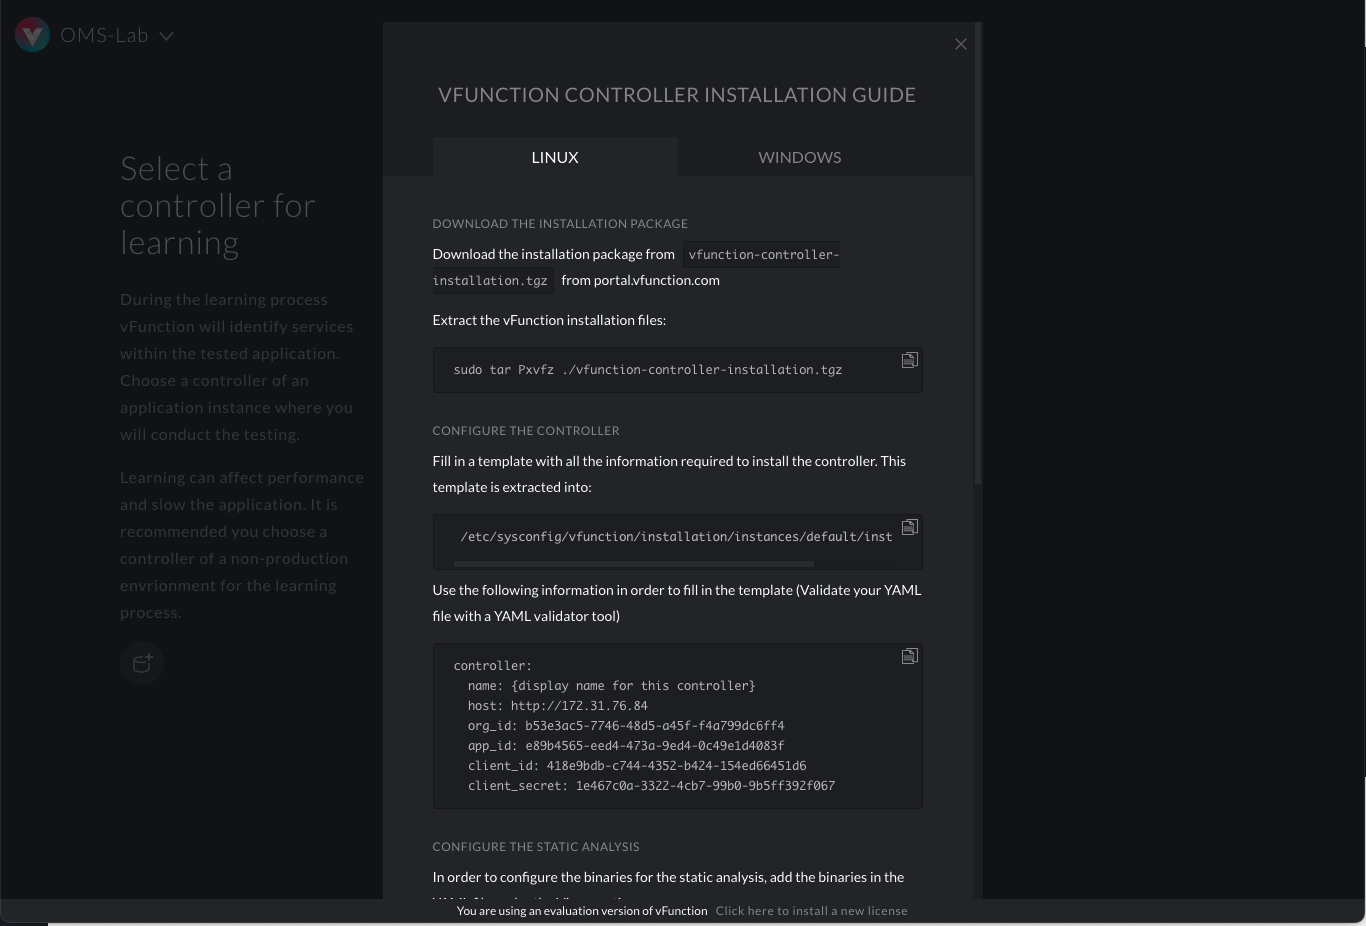 OMS-Lab
Select a
controller for
learning
During the learning process
vFunction will identify services
within the tested application.
Choose a controller of an
application instance where you
will conduct the testing.
Learning can affect performance
and slow the application. It is
recommended you choose a
controller of a non-production
envrionment for the learning
process.
VFUNCTION CONTROLLER INSTALLATION GUIDE
LINUX
WINDOWS
DOWNLOAD THE INSTALLATION PACKAGE
Download the installation package from vfunction-controller-
installation.tgz from portal.vfunction.com
Extract the vFunction installation files:
sudo tar Pxvfz ./vfunction-controller-installation.tgz
CONFIGURE THE CONTROLLER
Fill in a template with all the information required to install the controller. This
template is extracted into:
/etc/sysconfig/vfunction/installation/instances/default/inst
Use the following information in order to fill in the template (Validate your YAML
file with a YAML validator tool)
controller:
name: {display name for this controller}
host: http://172.31.76.84
org_id: b53e3ac5-7746-48d5-a45f-f4a799dc6ff4
app_id: e89b4565-eed4-473a-9ed4-0c49e1d4083f
client_id: 418e9bdb-c744-4352-b424-154ed66451d6
client_secret: 1e467c0a-3322-4cb7-99b0-9b5ff392f067
CONFIGURE THE STATIC ANALYSIS
In order to configure the binaries for the static analysis, add the binaries in the
You are using an evaluation version of vFunction Click here to install a new license